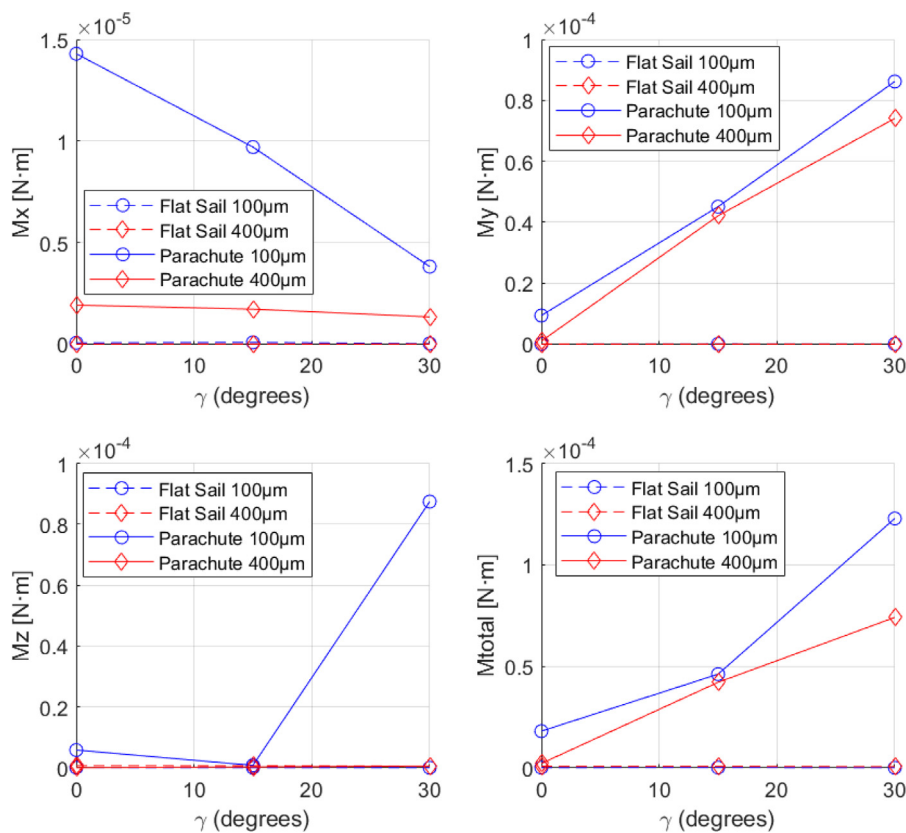 ×10⁻⁵
1.5
1
0.5
0
Mx [N·m]
Flat Sail 100μm
Flat Sail 400μm
Parachute 100μm
Parachute 400μm
0 10 20 30
γ (degrees)
×10⁻⁴
1
0.8
0.6
0.4
0.2
0
My [N·m]
Flat Sail 100μm
Flat Sail 400μm
Parachute 100μm
Parachute 400μm
0 10 20 30
γ (degrees)
×10⁻⁴
1
0.8
0.6
0.4
0.2
0
Mz [N·m]
Flat Sail 100μm
Flat Sail 400μm
Parachute 100μm
Parachute 400μm
0 10 20 30
γ (degrees)
×10⁻⁴
1.5
1
0.5
0
Mtotal [N·m]
Flat Sail 100μm
Flat Sail 400μm
Parachute 100μm
Parachute 400μm
0 10 20 30
γ (degrees)